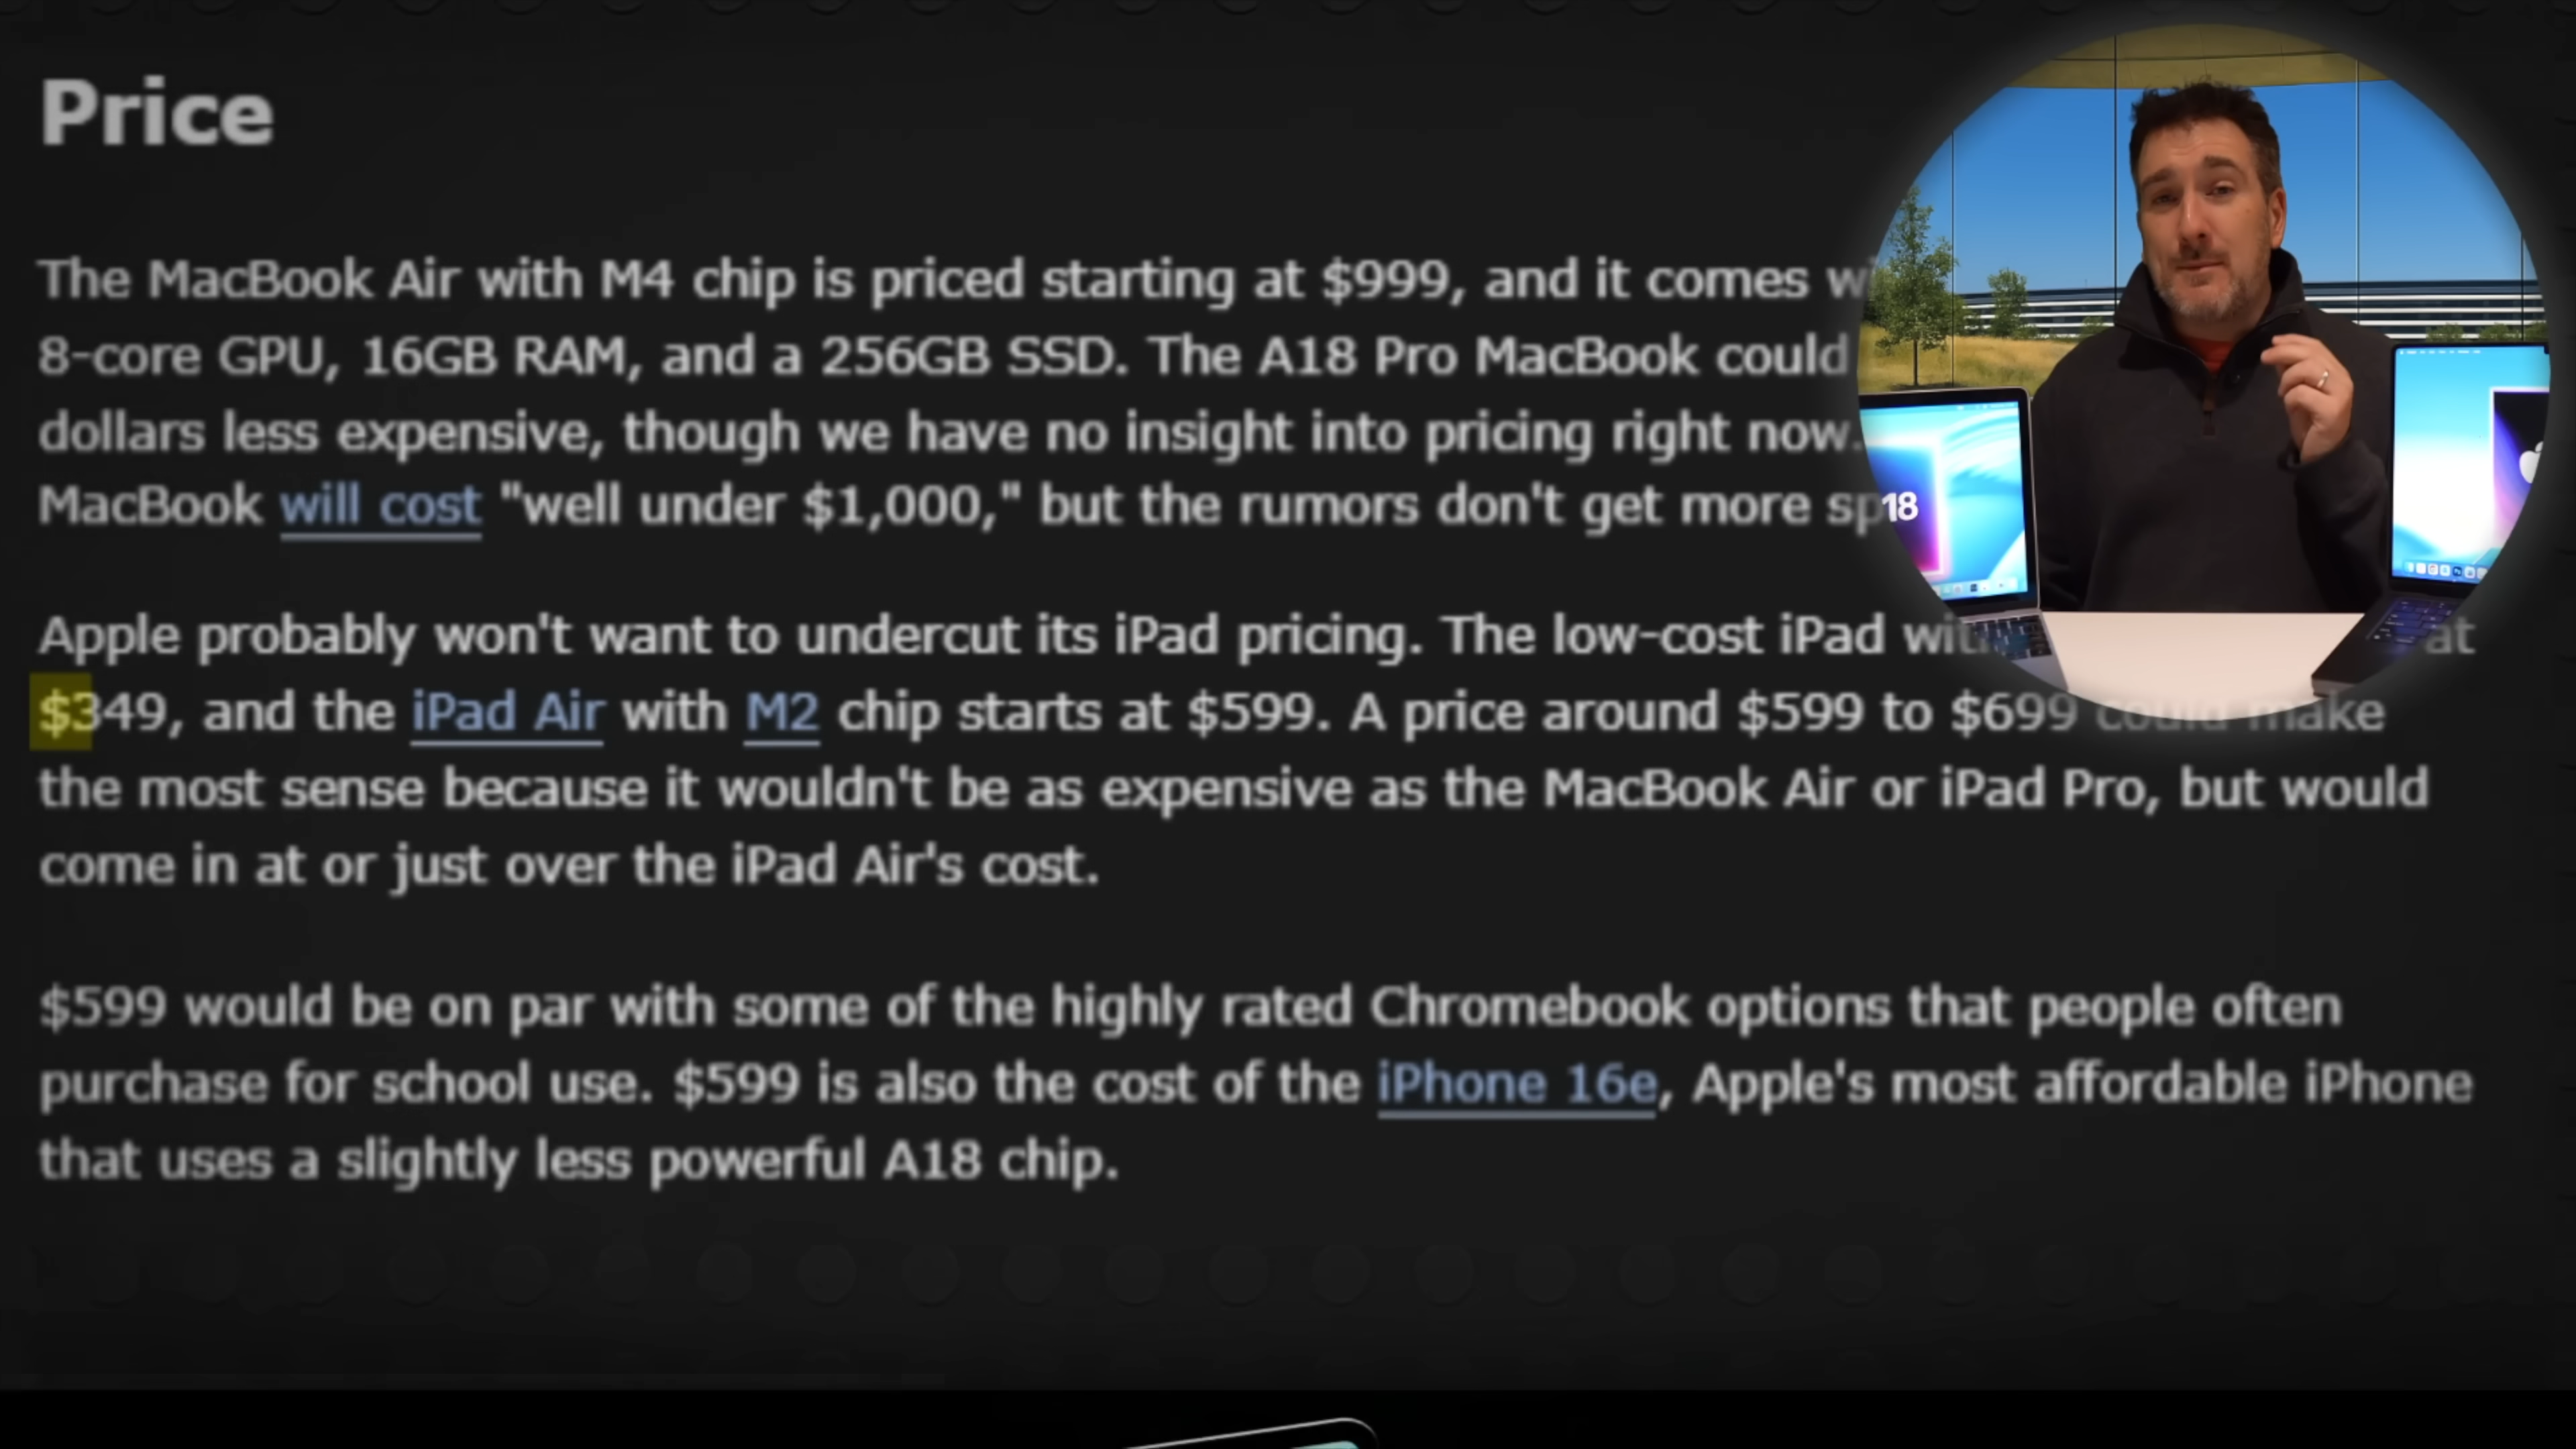 Price
The MacBook Air with M4 chip is priced starting at $999, and it comes
8-core GPU, 16GB RAM, and a 256GB SSD. The A18 Pro MacBook could
dollars less expensive, though we have no insight into pricing right now.
MacBook will cost "well under $1,000," but the rumors don't get more
18
Apple probably won't want to undercut its iPad pricing. The low-cost iPad at
$349, and the iPad Air with M2 chip starts at $599. A price around $599 to $699 could make
the most sense because it wouldn't be as expensive as the MacBook Air or iPad Pro, but would
come in at or just over the iPad Air's cost.
$599 would be on par with some of the highly rated Chromebook options that people often
purchase for school use. $599 is also the cost of the iPhone 16e, Apple's most affordable iPhone
that uses a slightly less powerful A18 chip.